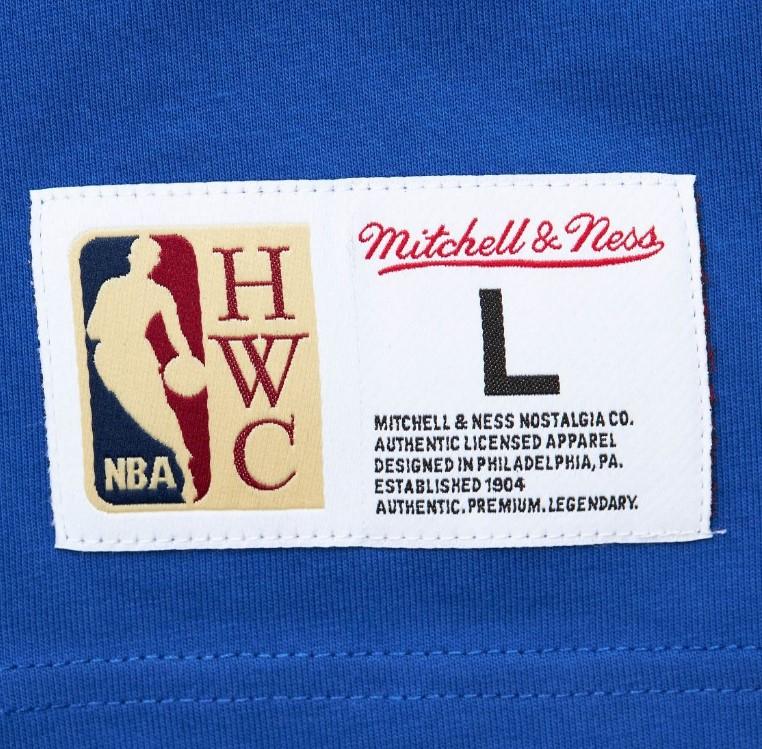 NBA
H
W
C
Mitchell & Ness
L
MITCHELL & NESS NOSTALGIA CO.
AUTHENTIC LICENSED APPAREL
DESIGNED IN PHILADELPHIA, PA.
ESTABLISHED 1904
AUTHENTIC. PREMIUM. LEGENDARY.